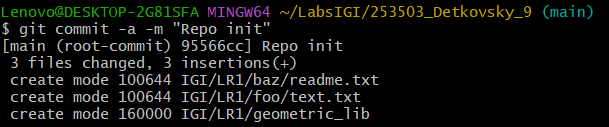 Lenovo@DESKTOP-2G81SFA MINGW64 ~/LabsIGI/253503_Detkovsky_9 (main)
$ git commit -a -m "Repo init"
[main (root-commit) 95566cc] Repo init
 3 files changed, 3 insertions(+)
 create mode 100644 IGI/LR1/baz/readme.txt
 create mode 100644 IGI/LR1/foo/text.txt
 create mode 160000 IGI/LR1/geometric_lib